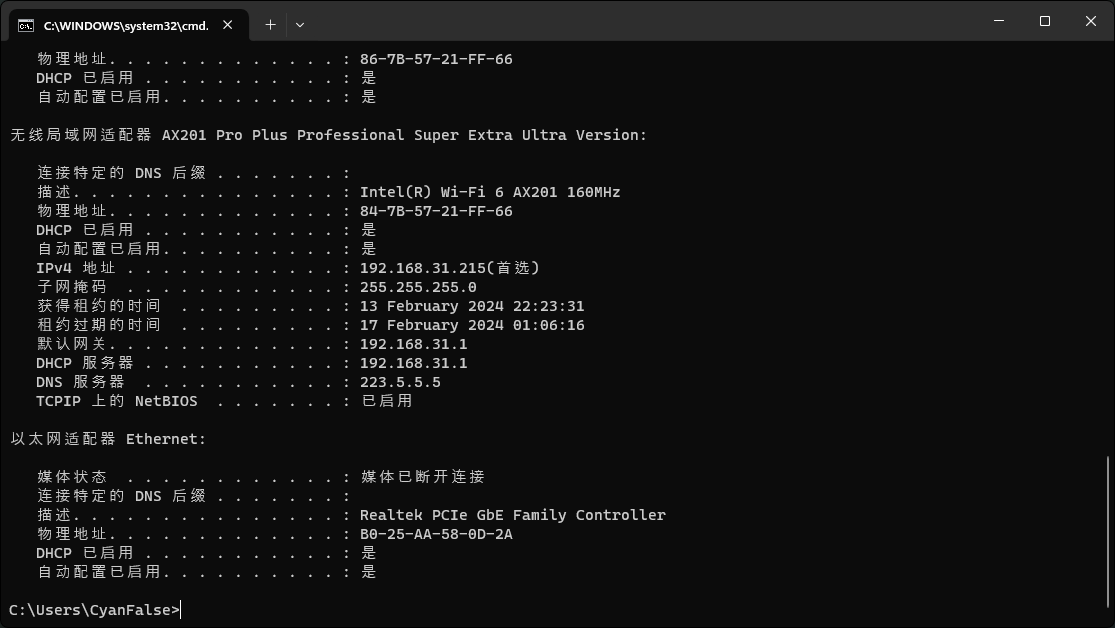 C:\WINDOWS\system32\cmd.
物理地址. . . . . . . . . . . . . : 86-7B-57-21-FF-66
DHCP 已启用 . . . . . . . . . . . : 是
自动配置已启用. . . . . . . . . . : 是
无线局域网适配器 AX201 Pro Plus Professional Super Extra Ultra Version:
连接特定的 DNS 后缀 . . . . . . . :
描述. . . . . . . . . . . . . . . : Intel(R) Wi-Fi 6 AX201 160MHz
物理地址. . . . . . . . . . . . . : 84-7B-57-21-FF-66
DHCP 已启用 . . . . . . . . . . . : 是
自动配置已启用. . . . . . . . . . : 是
IPv4 地址 . . . . . . . . . . . . : 192.168.31.215(首选)
子网掩码  . . . . . . . . . . . . : 255.255.255.0
获得租约的时间  . . . . . . . . . : 13 February 2024 22:23:31
租约过期的时间  . . . . . . . . . : 17 February 2024 01:06:16
默认网关. . . . . . . . . . . . . : 192.168.31.1
DHCP 服务器 . . . . . . . . . . . : 192.168.31.1
DNS 服务器  . . . . . . . . . . . : 223.5.5.5
TCPIP 上的 NetBIOS  . . . . . . . : 已启用
以太网适配器 Ethernet:
媒体状态  . . . . . . . . . . . . : 媒体已断开连接
连接特定的 DNS 后缀 . . . . . . . :
描述. . . . . . . . . . . . . . . : Realtek PCIe GbE Family Controller
物理地址. . . . . . . . . . . . . : B0-25-AA-58-0D-2A
DHCP 已启用 . . . . . . . . . . . : 是
自动配置已启用. . . . . . . . . . : 是
C:\Users\CyanFalse>